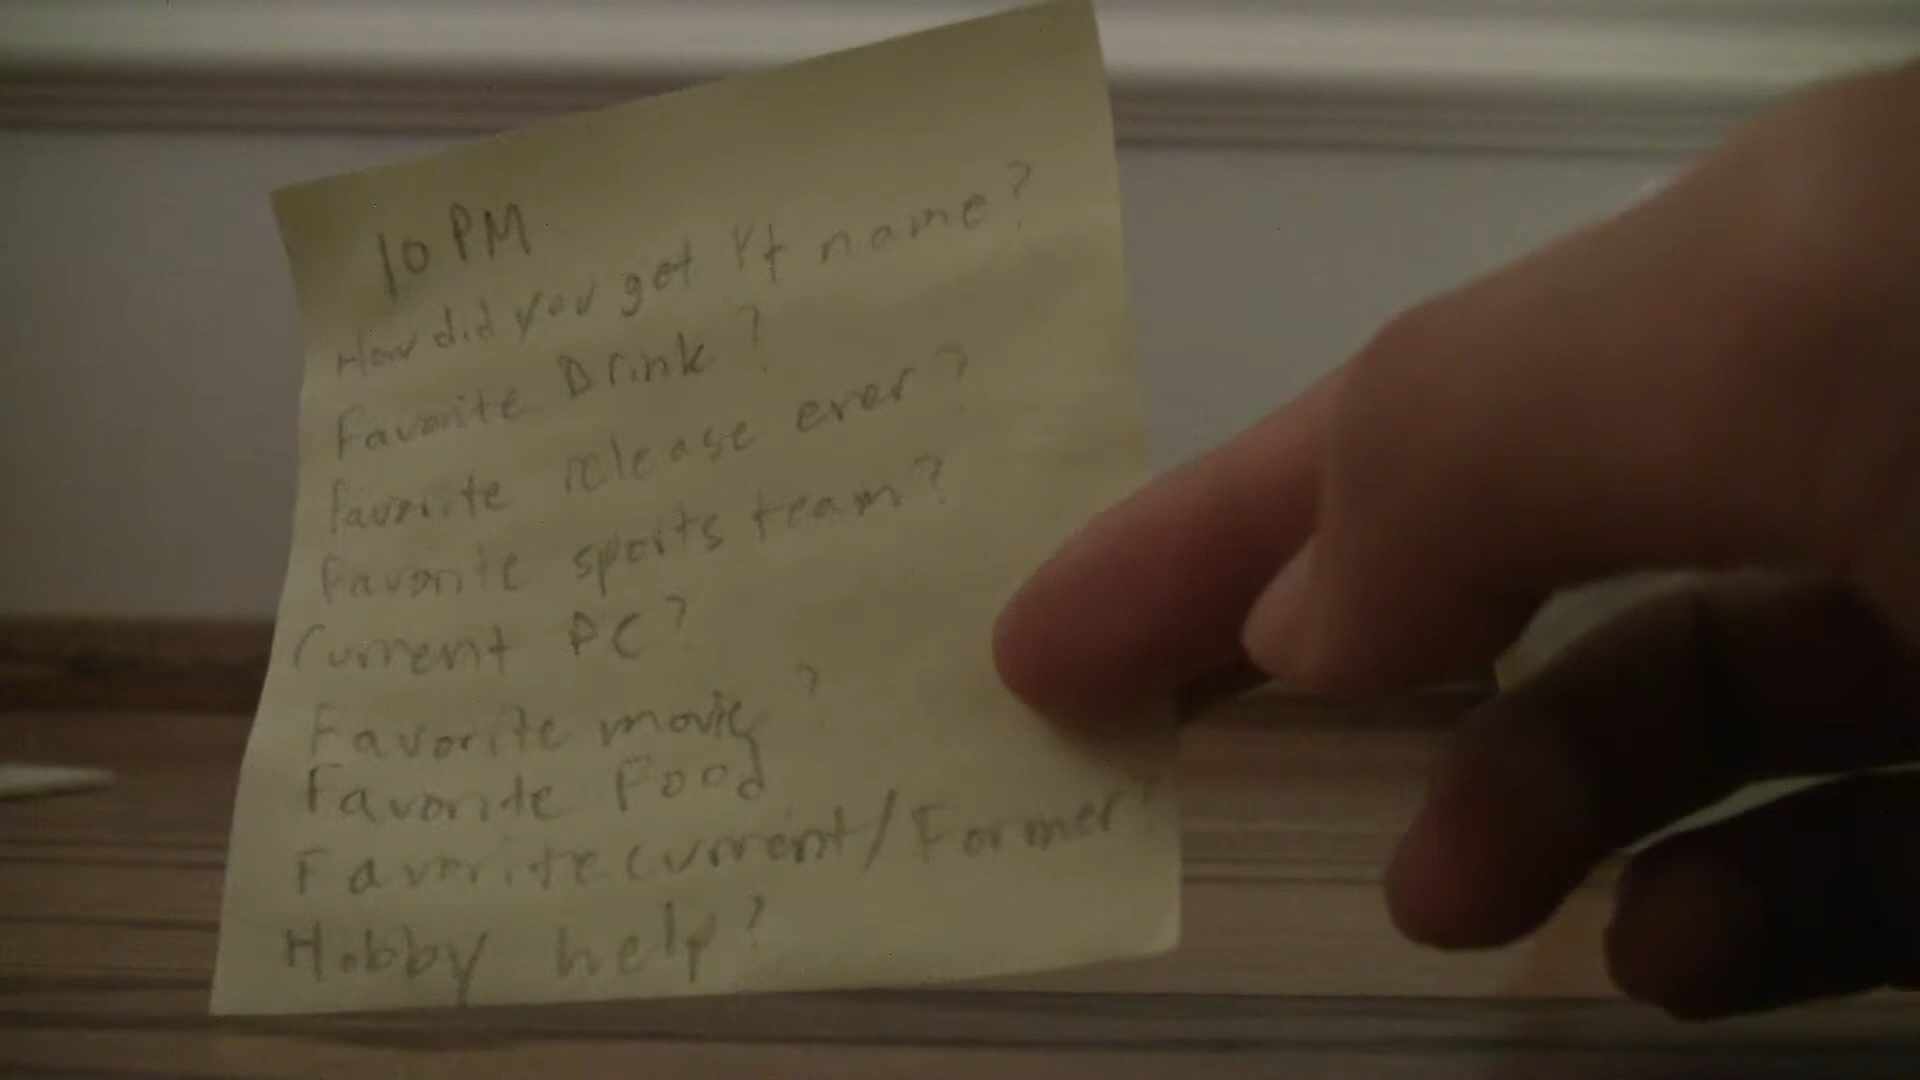 10 PM
How did you get Yt name?
Favorite Drink?
Favorite release ever?
Favorite sports team?
Current PC?
Favorite movie?
Favorite Food
Favorite current/Former?
Hobby help?